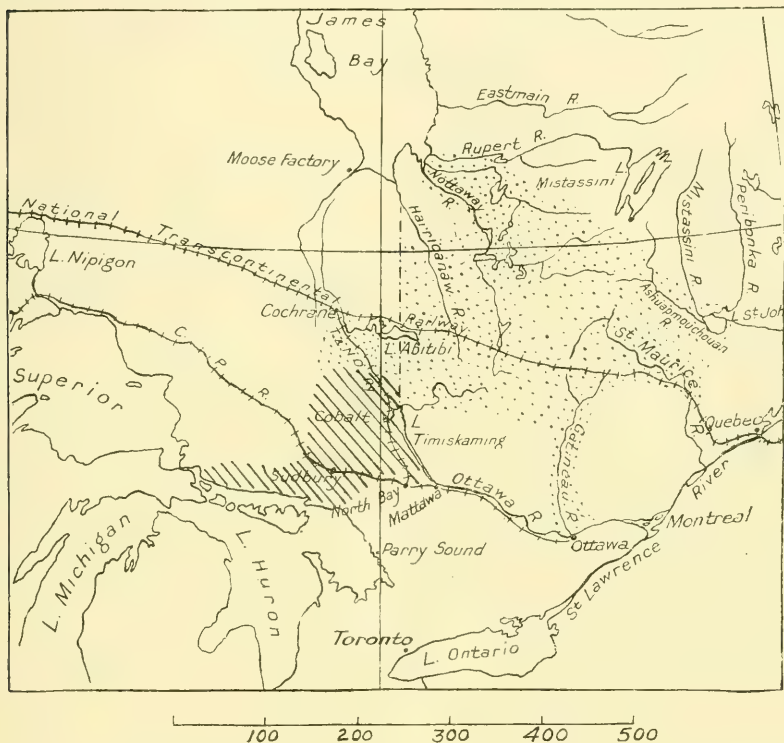 James
Bay
Eastmain R.
Rupert R.
Moose Factory
Nottaway
R.
Mistassini L.
Harricanaw R
Mistassini R.
Peribonka R.
National Transcontinental Railway
L. Nipigon
Cochrane
L. Abitibi
Ashuapmouchouan
R.
L St Joh
T. & N.O. R.
C. P. R.
St Maurice
R
Superior
Cobalt
L
Timiskaming
Gatineau R.
Quebec
Sudbury
North Bay
Mattawa
Ottawa R
River
Montreal
Ottawa
Parry Sound
St Lawrence
L. Michigan
L. Huron
Toronto
L. Ontario
100 200 300 400 500